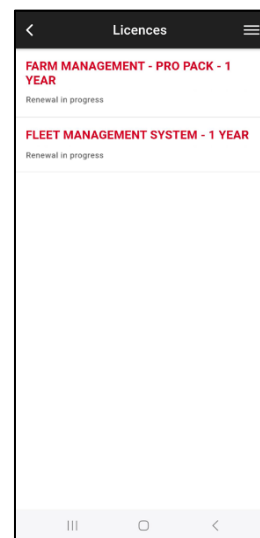 Licences
FARM MANAGEMENT - PRO PACK - 1
YEAR
Renewal in progress
FLEET MANAGEMENT SYSTEM - 1 YEAR
Renewal in progress